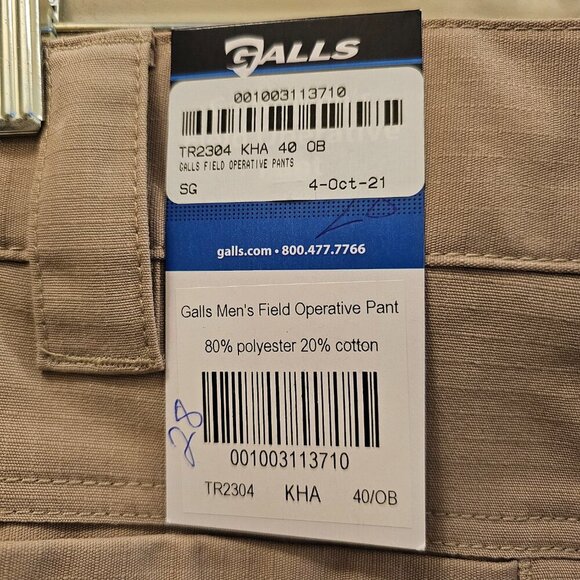 GALLS
001003113710
TR2304 KHA 40 OB
GALLS FIELD OPERATIVE PANTS
SG 4-Oct-21
galls.com • 800.477.7766
Galls Men's Field Operative Pant
80% polyester 20% cotton
28
001003113710
TR2304 KHA 40/OB